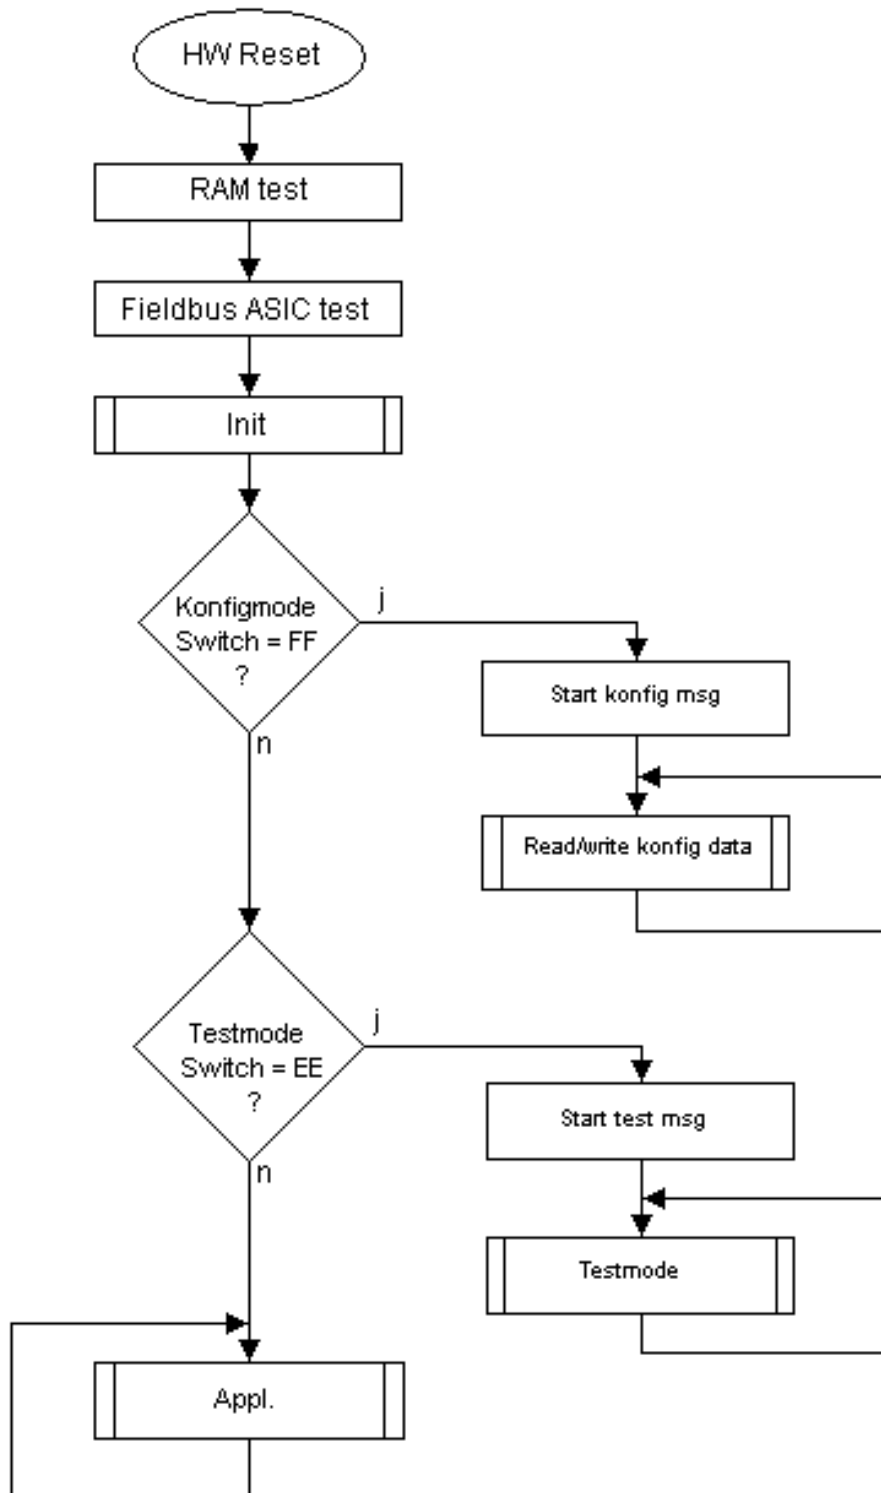 HW Reset
RAM test
Fieldbus ASIC test
Init
Konfigmode
Switch = FF
?
j
n
Start konfig msg
Read/write konfig data
Testmode
Switch = EE
?
j
n
Start test msg
Testmode
Appl.